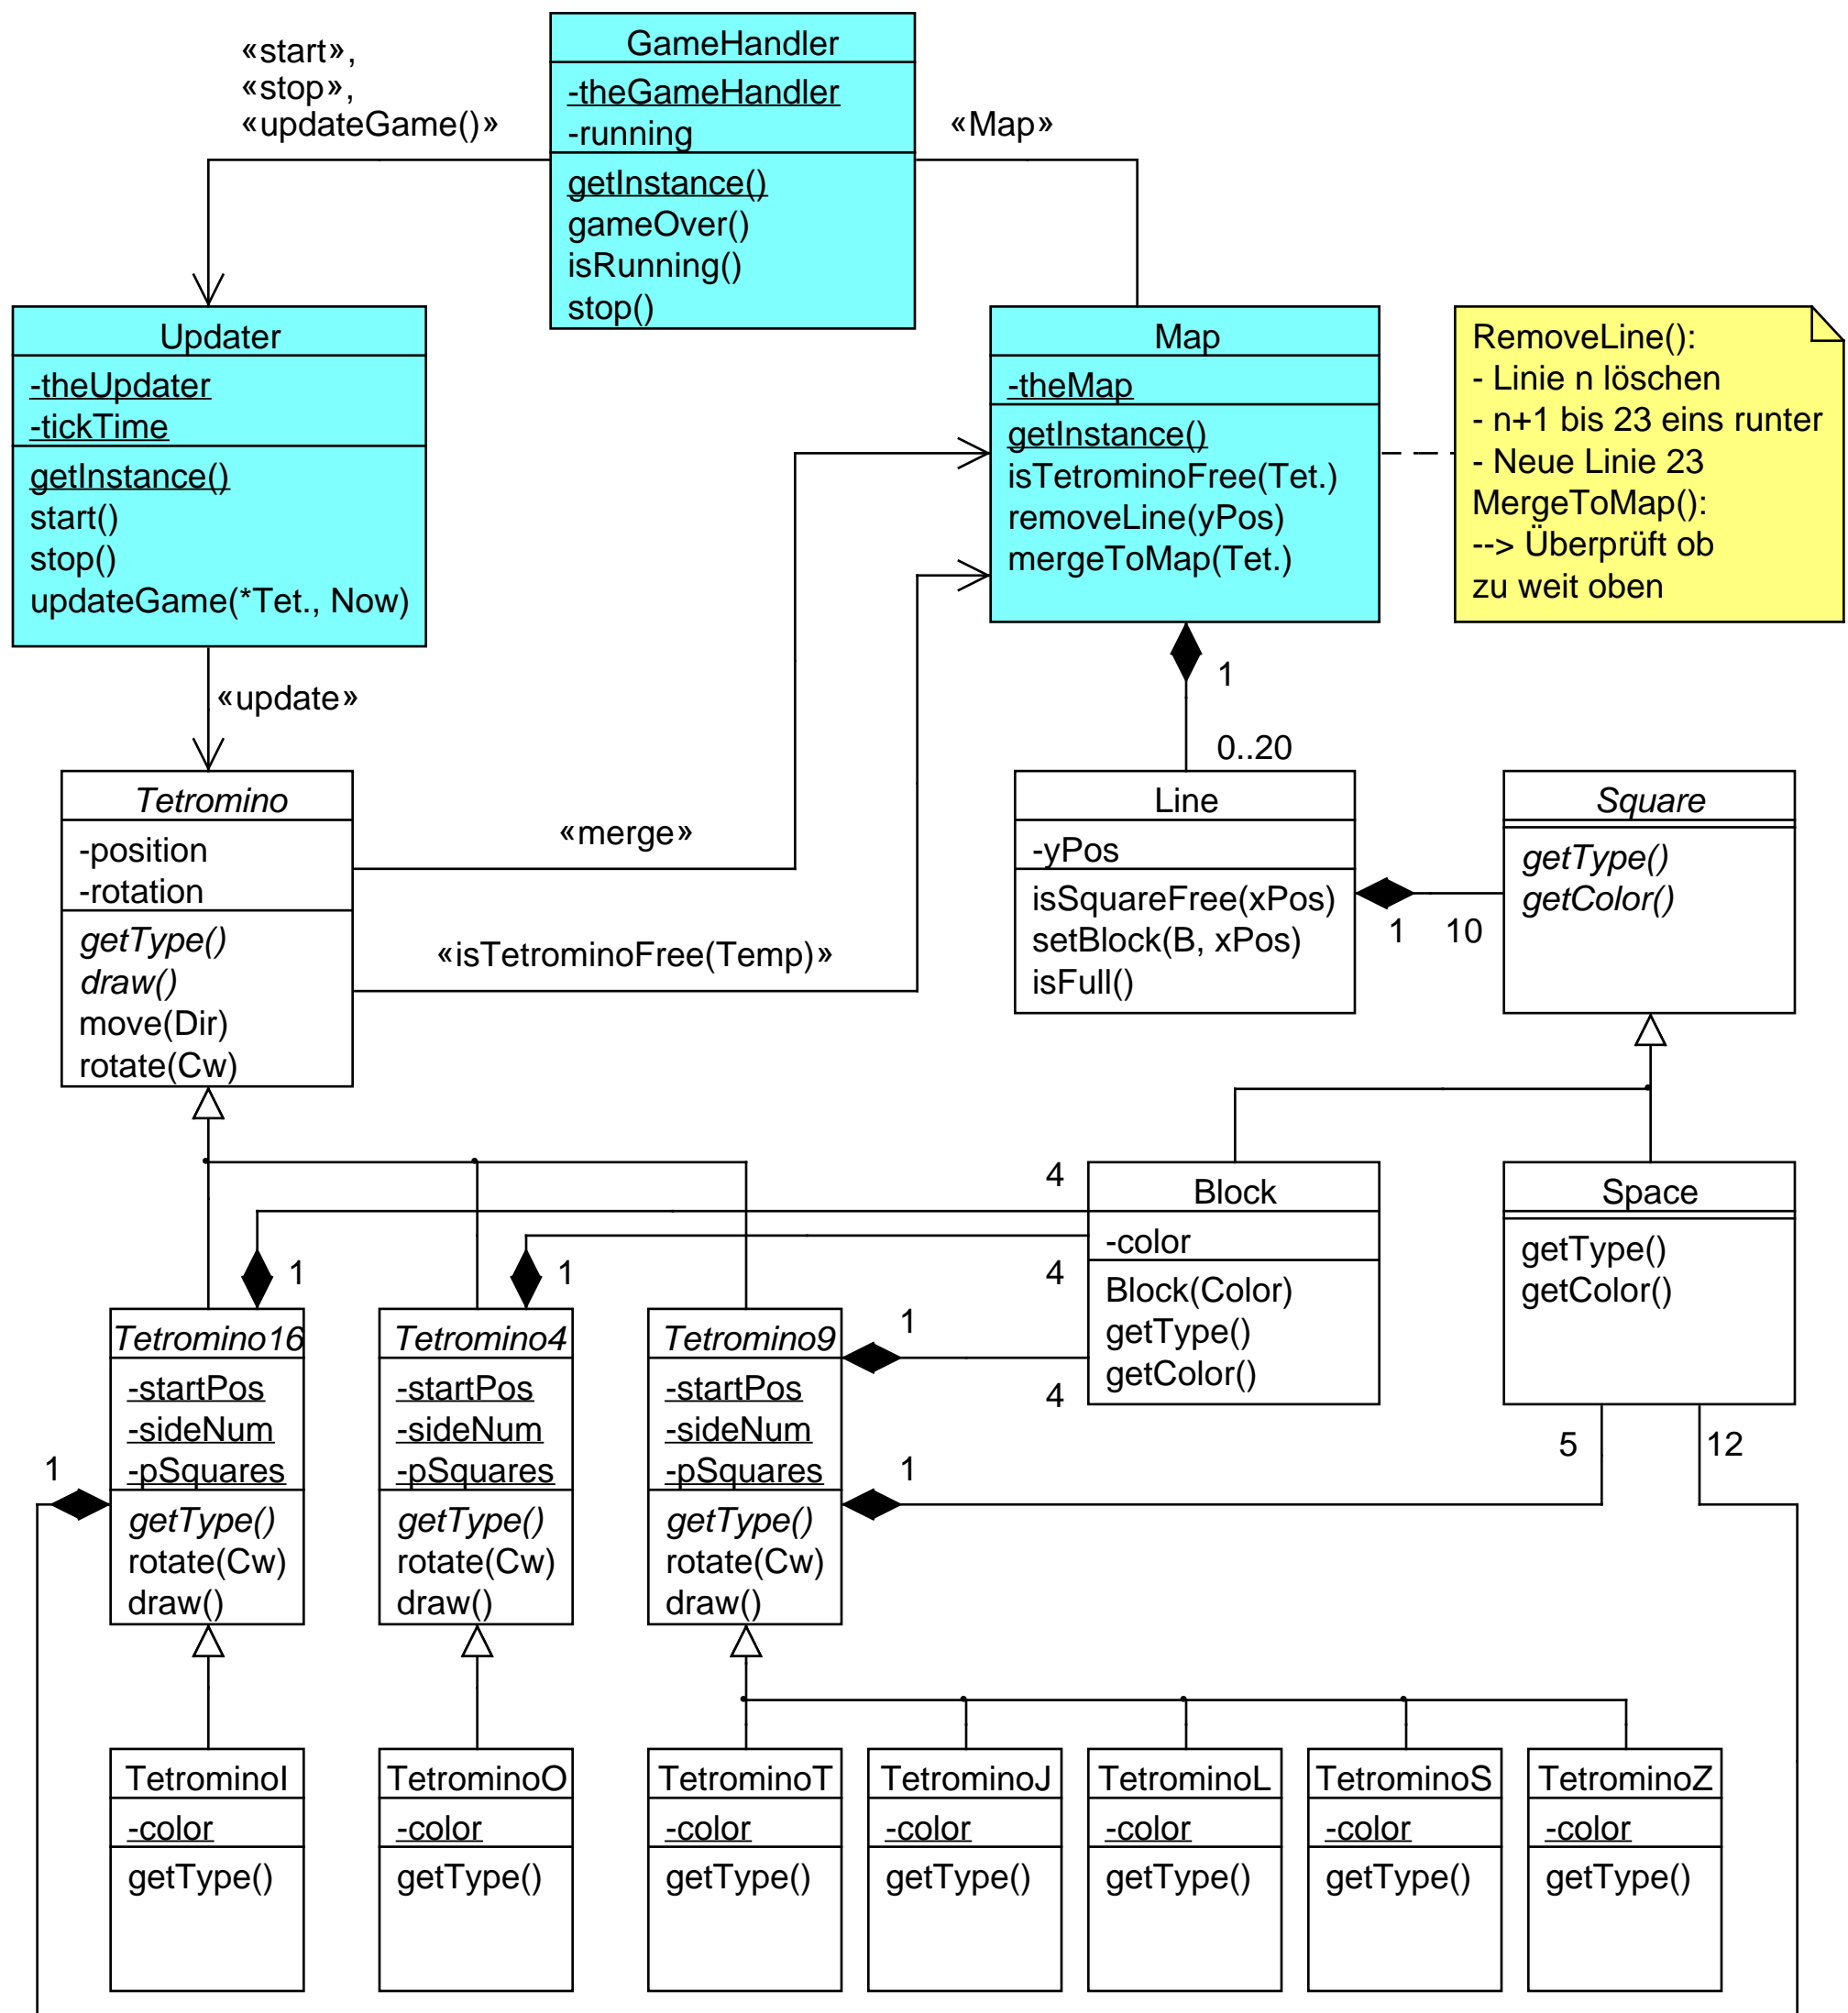 «start»,
«stop»,
«updateGame()»
GameHandler
-theGameHandler
-running
getInstance()
gameOver()
isRunning()
stop()
«Map»
Updater
-theUpdater
-tickTime
getInstance()
start()
stop()
updateGame(*Tet., Now)
Map
-theMap
getInstance()
isTetrominoFree(Tet.)
removeLine(yPos)
mergeToMap(Tet.)
RemoveLine():
- Linie n löschen
- n+1 bis 23 eins runter
- Neue Linie 23
MergeToMap():
--> Überprüft ob
zu weit oben
«update»
1
0..20
Tetromino
-position
-rotation
getType()
draw()
move(Dir)
rotate(Cw)
«merge»
«isTetrominoFree(Temp)»
Line
-yPos
isSquareFree(xPos)
setBlock(B, xPos)
isFull()
1
10
Square
getType()
getColor()
4
4
4
Block
-color
Block(Color)
getType()
getColor()
Space
getType()
getColor()
5
12
1
1
1
1
1
Tetromino16
-startPos
-sideNum
-pSquares
getType()
rotate(Cw)
draw()
Tetromino4
-startPos
-sideNum
-pSquares
getType()
rotate(Cw)
draw()
Tetromino9
-startPos
-sideNum
-pSquares
getType()
rotate(Cw)
draw()
TetrominoI
-color
getType()
TetrominoO
-color
getType()
TetrominoT
-color
getType()
TetrominoJ
-color
getType()
TetrominoL
-color
getType()
TetrominoS
-color
getType()
TetrominoZ
-color
getType()